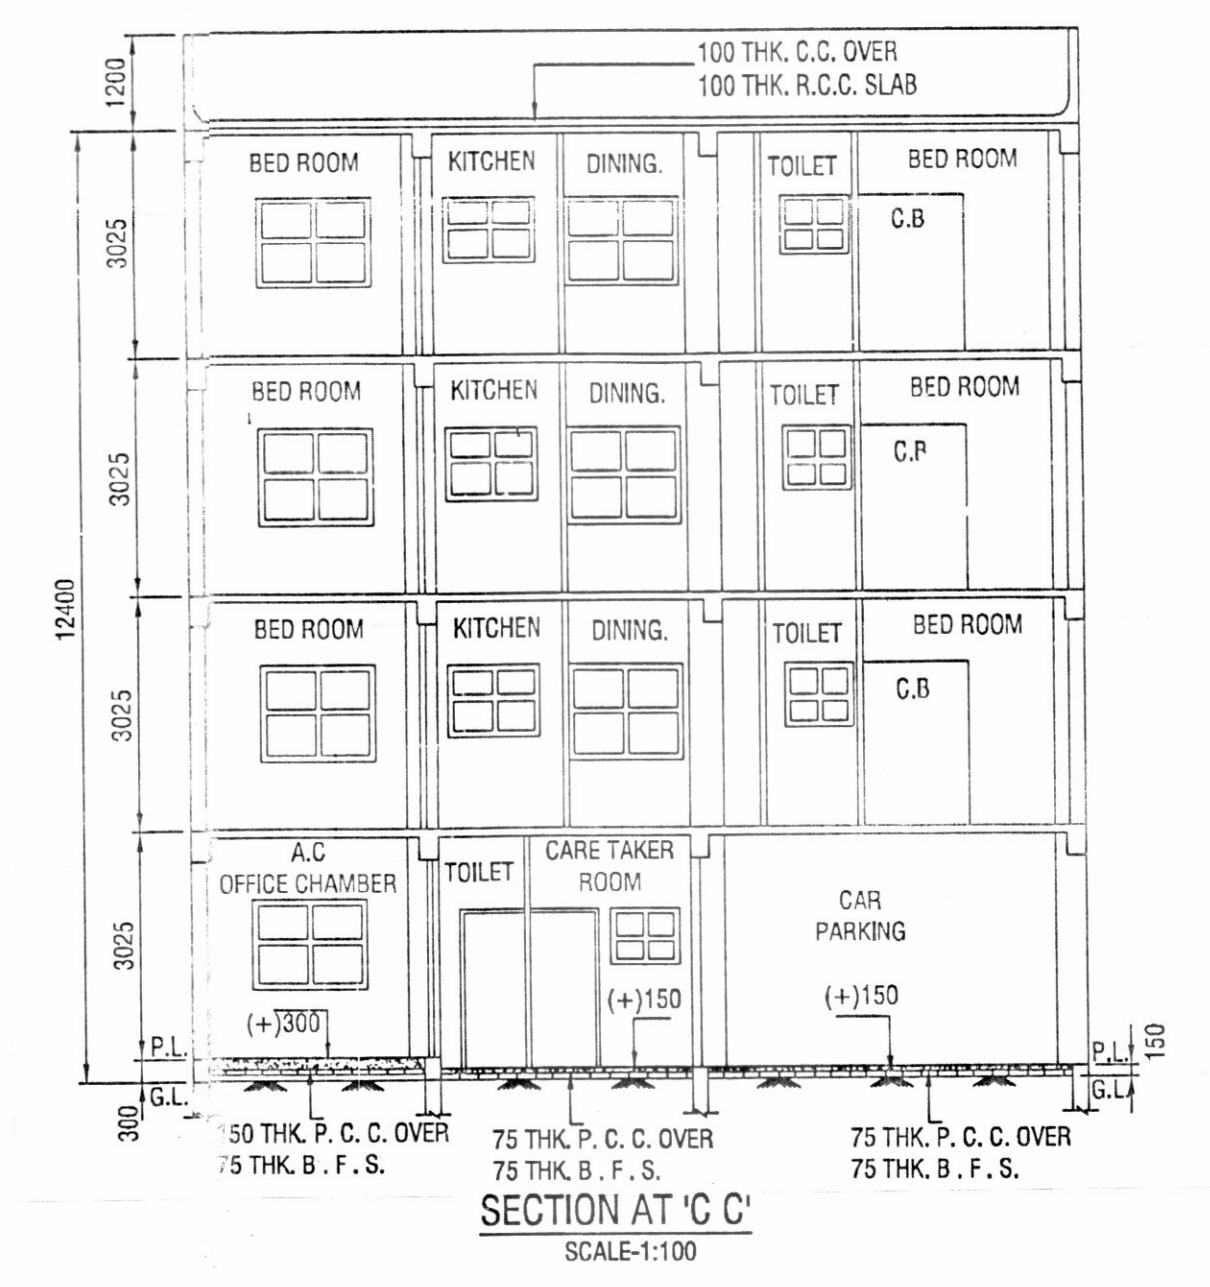 100 THK. C.C. OVER
100 THK. R.C.C. SLAB
1200
BED ROOM
KITCHEN
DINING.
TOILET
BED ROOM
C.B
3025
BED ROOM
KITCHEN
DINING.
TOILET
BED ROOM
3025
12400
BED ROOM
KITCHEN
DINING.
TOILET
BED ROOM
C.B
3025
A.C
OFFICE CHAMBER
TOILET
CARE TAKER
ROOM
CAR
PARKING
3025
(+)300
(+)150
(+)150
P.L.
G.L.
300
P.L.
G.L
150
50 THK. P. C. C. OVER
75 THK. B . F . S.
75 THK. P. C. C. OVER
75 THK. B . F . S.
75 THK. P. C. C. OVER
75 THK. B . F . S.
SECTION AT 'C C'
SCALE-1:100